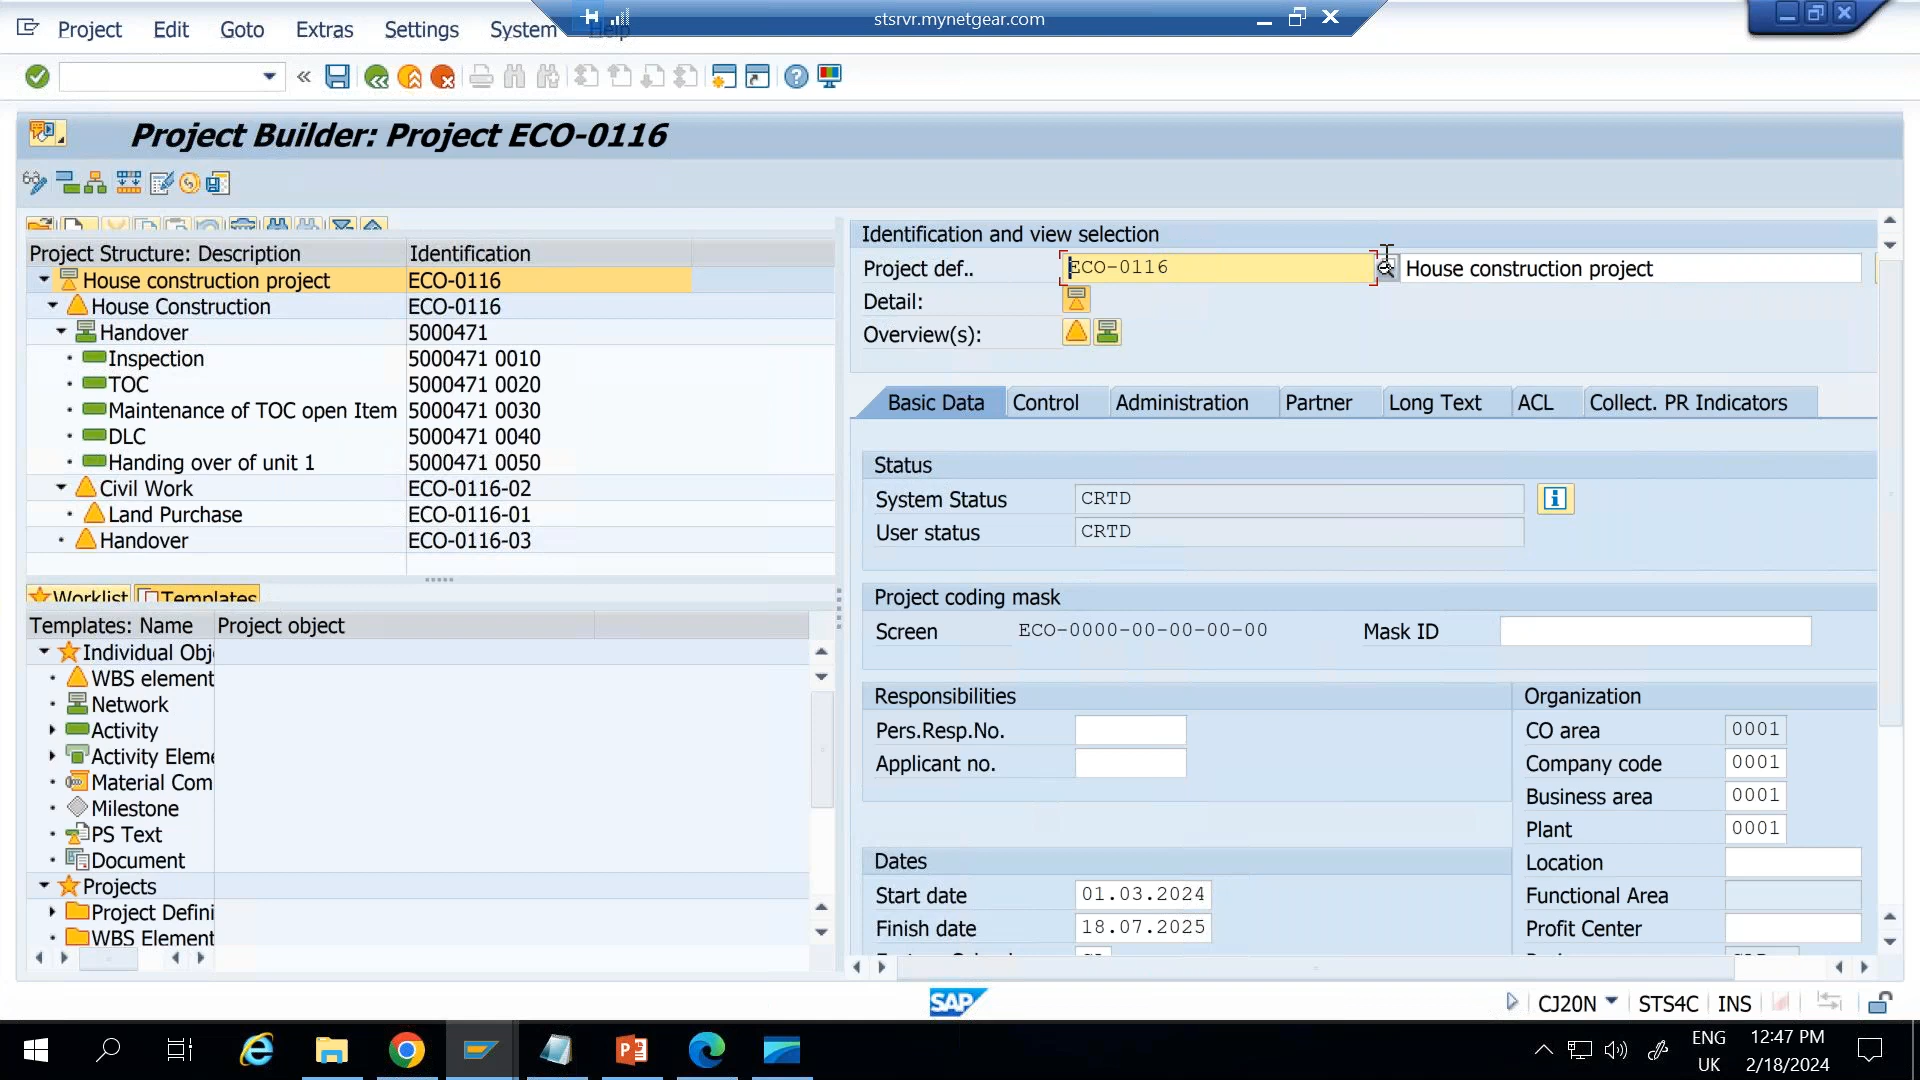 stsrvr.mynetgear.com
Project Edit Goto Extras Settings System Help
Project Builder: Project ECO-0116
Project Structure: Description Identification
House construction project ECO-0116
House Construction ECO-0116
Handover 5000471
Inspection 5000471 0010
TOC 5000471 0020
Maintenance of TOC open Item 5000471 0030
DLC 5000471 0040
Handing over of unit 1 5000471 0050
Civil Work ECO-0116-02
Land Purchase ECO-0116-01
Handover ECO-0116-03
Worklist Templates
Templates: Name Project object
Individual Obj
WBS element
Network
Activity
Activity Eleme
Material Com
Milestone
PS Text
Document
Projects
Project Defini
WBS Element
Identification and view selection
Project def.. ECO-0116 House construction project
Detail:
Overview(s):
Basic Data Control Administration Partner Long Text ACL Collect. PR Indicators
Status
System Status CRTD
User status CRTD
Project coding mask
Screen ECO-0000-00-00-00-00 Mask ID
Responsibilities
Pers.Resp.No.
Applicant no.
Organization
CO area 0001
Company code 0001
Business area 0001
Plant 0001
Location
Functional Area
Profit Center
Dates
Start date 01.03.2024
Finish date 18.07.2025
SAP CJ20N STS4C INS
ENG 12:47 PM
UK 2/18/2024